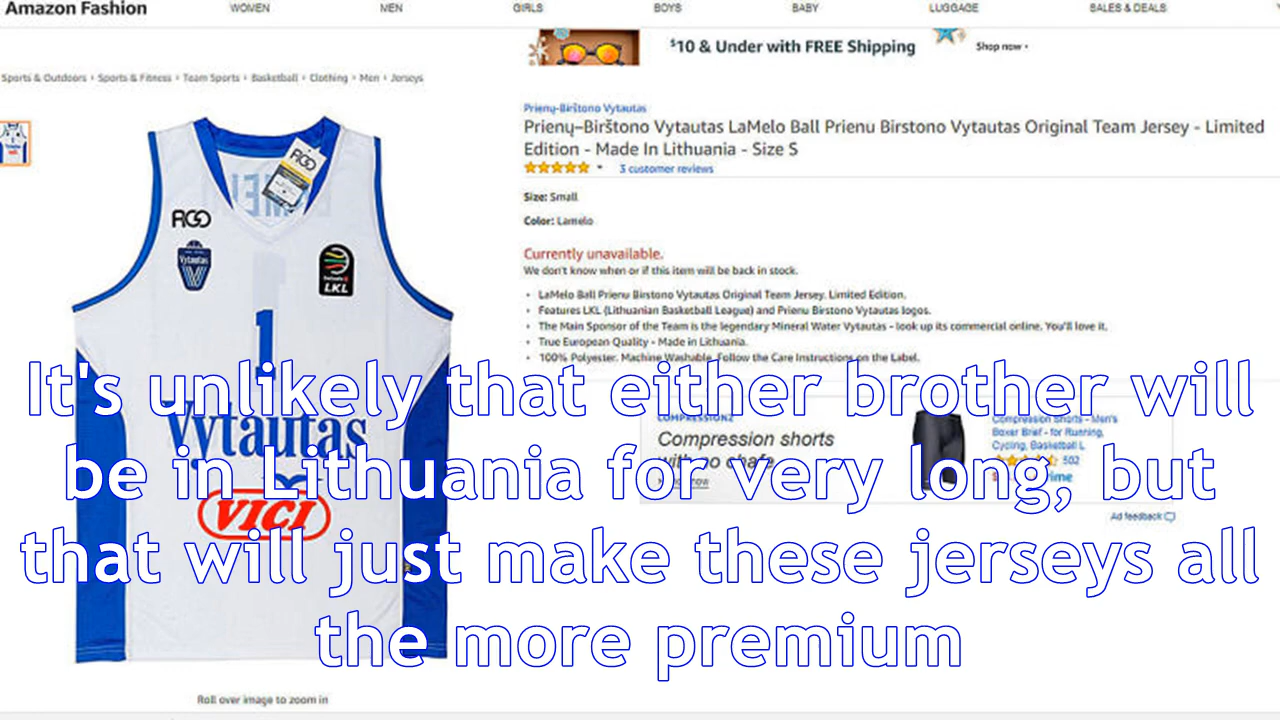 Amazon Fashion
WOMEN MEN GIRLS BOYS BABY LUGGAGE SALES & DEALS
$10 & Under with FREE Shipping Shop now ›
Sports & Outdoors › Sports & Fitness › Team Sports › Basketball › Clothing › Men › Jerseys
Prienų-Birštono Vytautas
Prienų–Birštono Vytautas LaMelo Ball Prienu Birstono Vytautas Original Team Jersey - Limited
Edition - Made In Lithuania - Size S
3 customer reviews
Size: Small
Color: Lamelo
Currently unavailable.
We don't know when or if this item will be back in stock.
• LaMelo Ball Prienu Birstono Vytautas Original Team Jersey. Limited Edition.
• Features LKL (Lithuanian Basketball League) and Prienu Birstono Vytautas logos.
• The Main Sponsor of the Team is the legendary Mineral Water Vytautas - look up its commercial online. You'll love it.
• True European Quality - Made in Lithuania.
• 100% Polyester. Machine Washable. Follow the Care Instructions on the Label.
RGO
RGO
Vytautas
LKL
1
Vytautas
VICI
COMPRESSIONZ
Compression shorts
with no chafe
Compression Shorts - Men's
Boxer Brief - for Running,
Cycling, Basketball L
502
Ad feedback
It's unlikely that either brother will
be in Lithuania for very long, but
that will just make these jerseys all
the more premium
Roll over image to zoom in